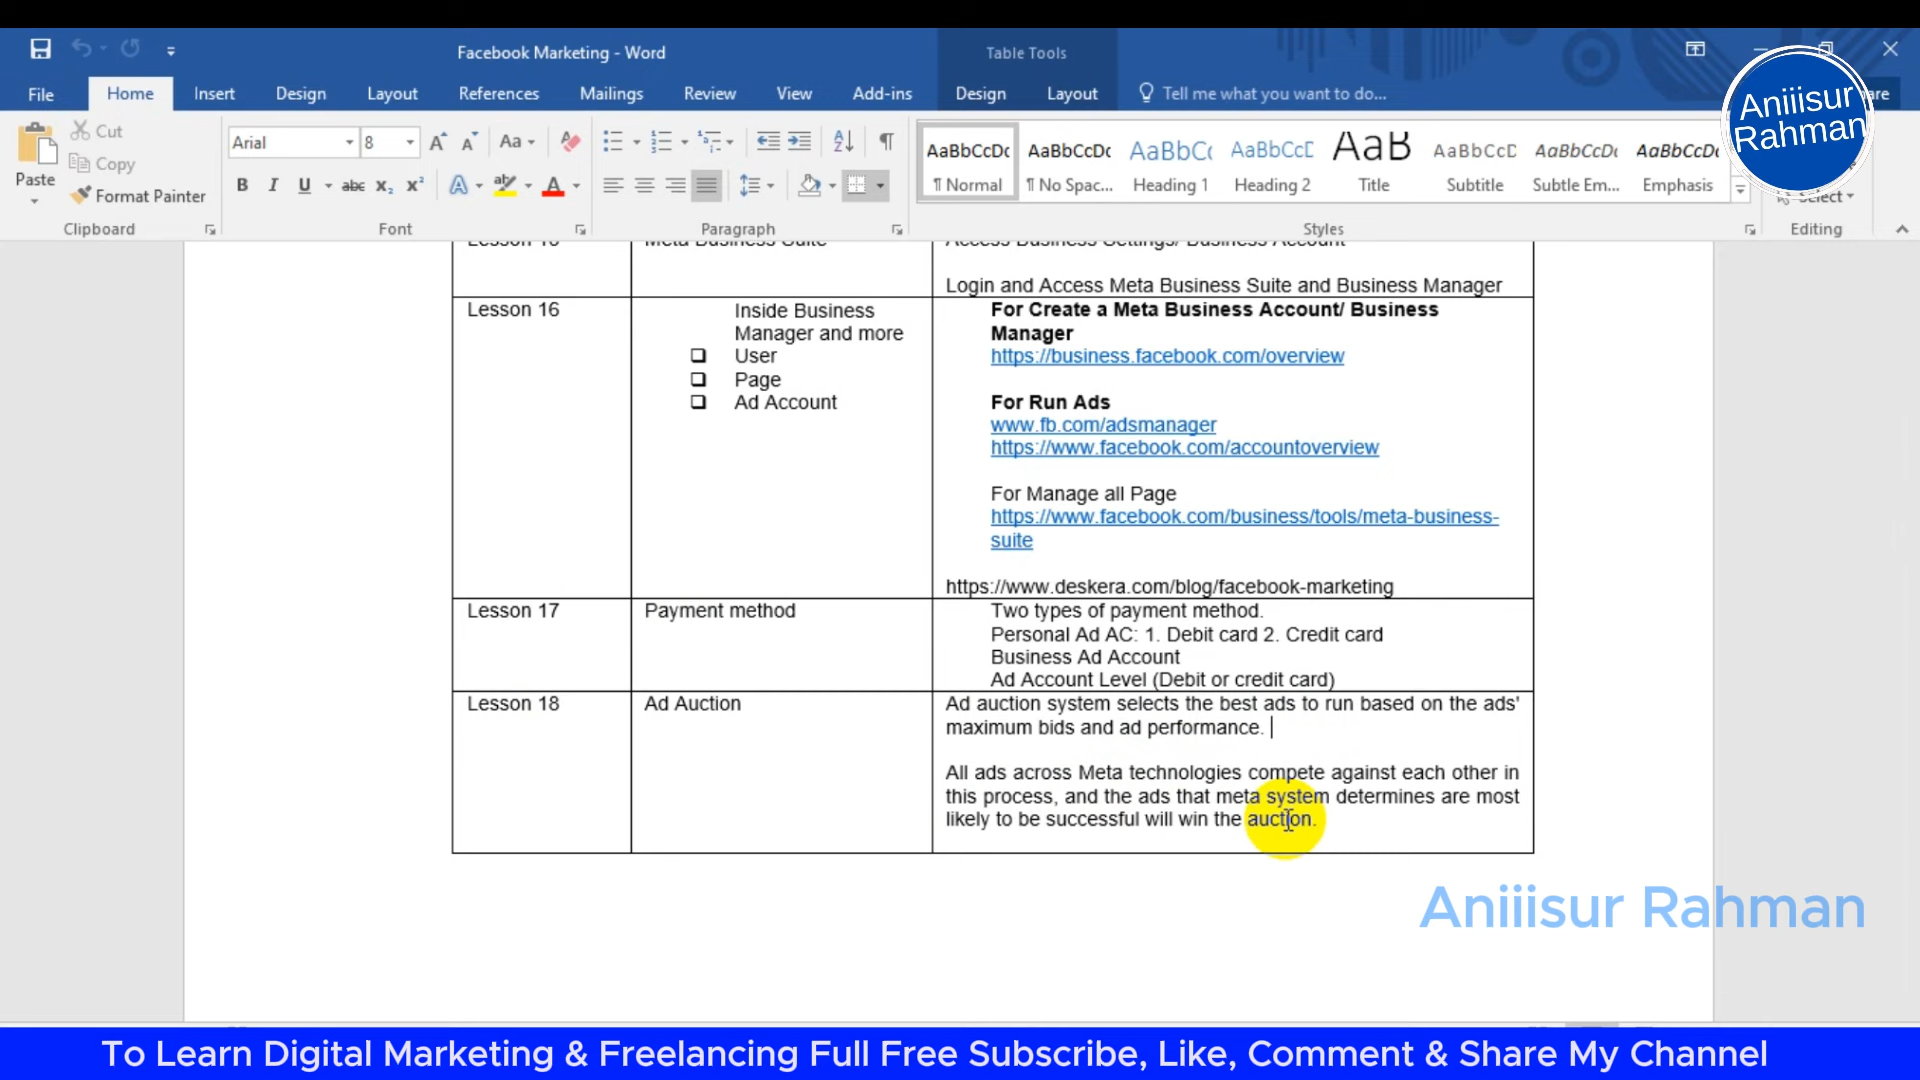 Facebook Marketing - Word
Table Tools
File Home Insert Design Layout References Mailings Review View Add-ins Design Layout Tell me what you want to do...
Aniiisur
Rahman
Paste
Cut
Copy
Format Painter
Arial 8
Clipboard Font Paragraph Styles Editing
AaBbCcDc AaBbCcDc AaBbC AaBbCcD AaB AaBbCcD AaBbCcDc AaBbCcDc
¶ Normal ¶ No Spac... Heading 1 Heading 2 Title Subtitle Subtle Em... Emphasis
Select
Meta Business Suite Access Business Settings/ Business Account
Login and Access Meta Business Suite and Business Manager
Lesson 16
Inside Business
Manager and more
❑ User
❑ Page
❑ Ad Account
For Create a Meta Business Account/ Business
Manager
https://business.facebook.com/overview
For Run Ads
www.fb.com/adsmanager
https://www.facebook.com/accountoverview
For Manage all Page
https://www.facebook.com/business/tools/meta-business-
suite
https://www.deskera.com/blog/facebook-marketing
Lesson 17
Payment method
Two types of payment method.
Personal Ad AC: 1. Debit card 2. Credit card
Business Ad Account
Ad Account Level (Debit or credit card)
Lesson 18
Ad Auction
Ad auction system selects the best ads to run based on the ads'
maximum bids and ad performance.
All ads across Meta technologies compete against each other in
this process, and the ads that meta system determines are most
likely to be successful will win the auction.
Aniiisur Rahman
To Learn Digital Marketing & Freelancing Full Free Subscribe, Like, Comment & Share My Channel